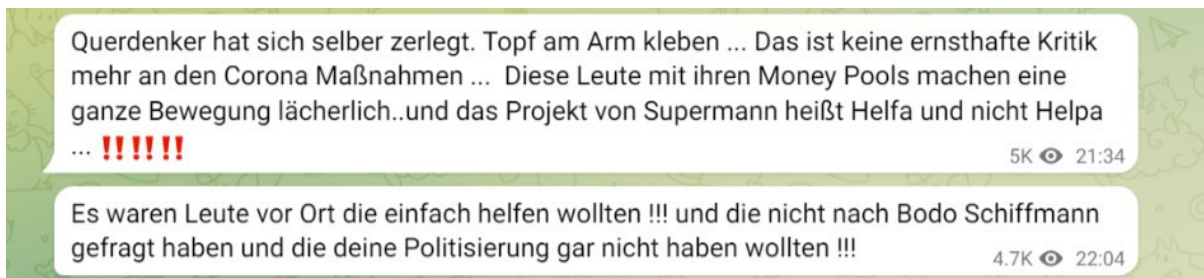 Querdenker hat sich selber zerlegt. Topf am Arm kleben ... Das ist keine ernsthafte Kritik
mehr an den Corona Maßnahmen ... Diese Leute mit ihren Money Pools machen eine
ganze Bewegung lächerlich..und das Projekt von Supermann heißt Helfa und nicht Helpa
... ‼️‼️‼️
5K 21:34
Es waren Leute vor Ort die einfach helfen wollten !!! und die nicht nach Bodo Schiffmann
gefragt haben und die deine Politisierung gar nicht haben wollten !!!
4.7K 22:04